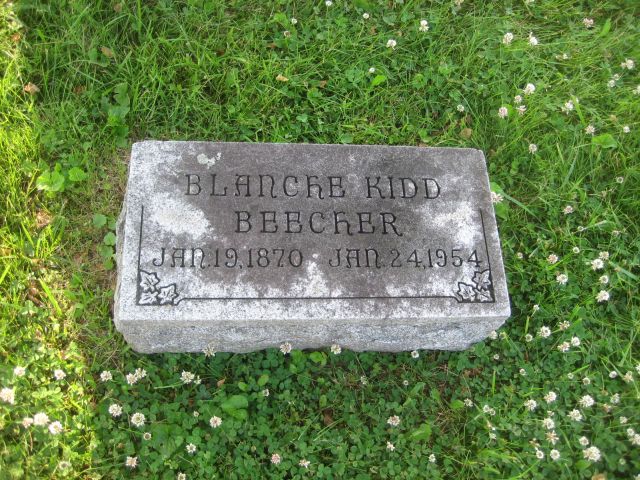 BLANCHE KIDD
BEECHER
JAN.19,1870 JAN.24,1954